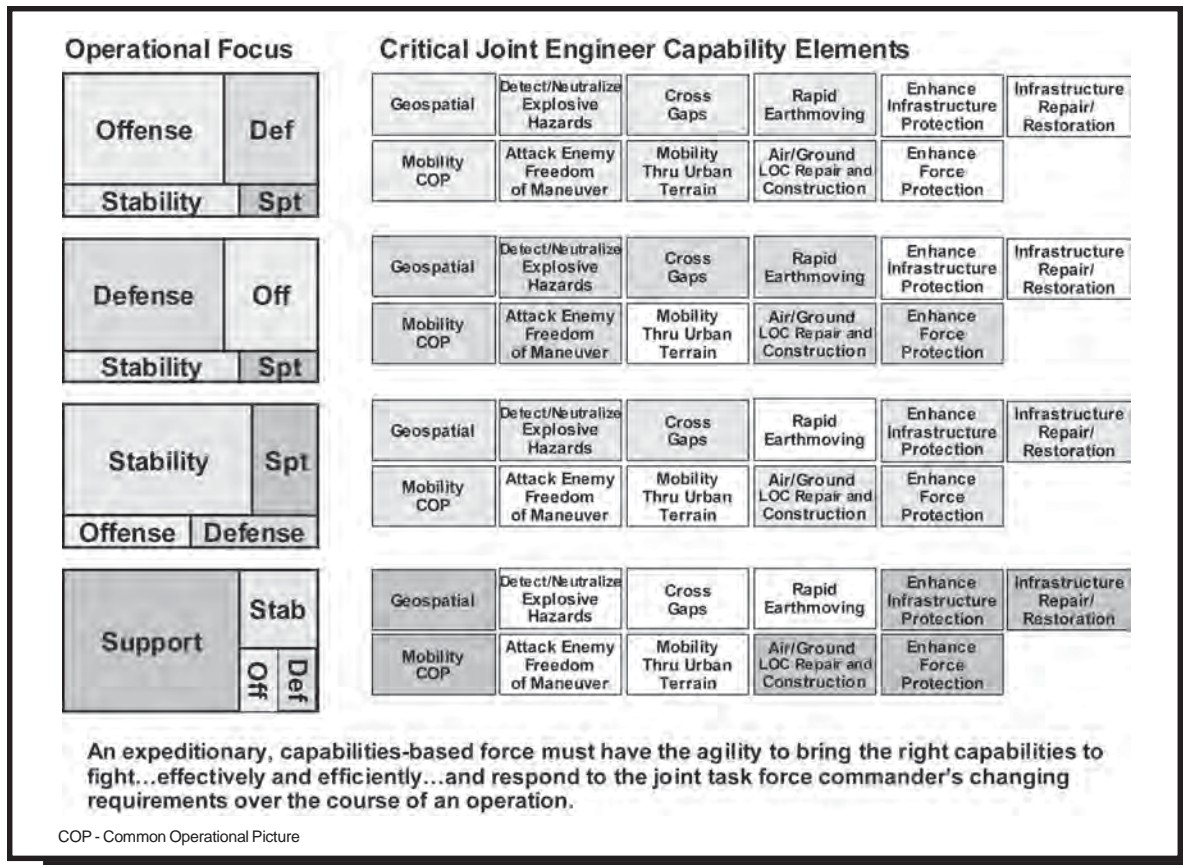 Operational Focus
Critical Joint Engineer Capability Elements
Offense
Def
Stability
Spt
Geospatial
Detect/Neutralize
Explosive
Hazards
Cross
Gaps
Rapid
Earthmoving
Enhance
Infrastructure
Protection
Infrastructure
Repair/
Restoration
Mobility
COP
Attack Enemy
Freedom
of Maneuver
Mobility
Thru Urban
Terrain
Air/Ground
LOC Repair and
Construction
Enhance
Force
Protection
Defense
Off
Stability
Spt
Geospatial
Detect/Neutralize
Explosive
Hazards
Cross
Gaps
Rapid
Earthmoving
Enhance
Infrastructure
Protection
Infrastructure
Repair/
Restoration
Mobility
COP
Attack Enemy
Freedom
of Maneuver
Mobility
Thru Urban
Terrain
Air/Ground
LOC Repair and
Construction
Enhance
Force
Protection
Stability
Spt
Offense
Defense
Geospatial
Detect/Neutralize
Explosive
Hazards
Cross
Gaps
Rapid
Earthmoving
Enhance
Infrastructure
Protection
Infrastructure
Repair/
Restoration
Mobility
COP
Attack Enemy
Freedom
of Maneuver
Mobility
Thru Urban
Terrain
Air/Ground
LOC Repair and
Construction
Enhance
Force
Protection
Support
Stab
Off
Def
Geospatial
Detect/Neutralize
Explosive
Hazards
Cross
Gaps
Rapid
Earthmoving
Enhance
Infrastructure
Protection
Infrastructure
Repair/
Restoration
Mobility
COP
Attack Enemy
Freedom
of Maneuver
Mobility
Thru Urban
Terrain
Air/Ground
LOC Repair and
Construction
Enhance
Force
Protection
An expeditionary, capabilities-based force must have the agility to bring the right capabilities to
fight…effectively and efficiently…and respond to the joint task force commander's changing
requirements over the course of an operation.
COP - Common Operational Picture